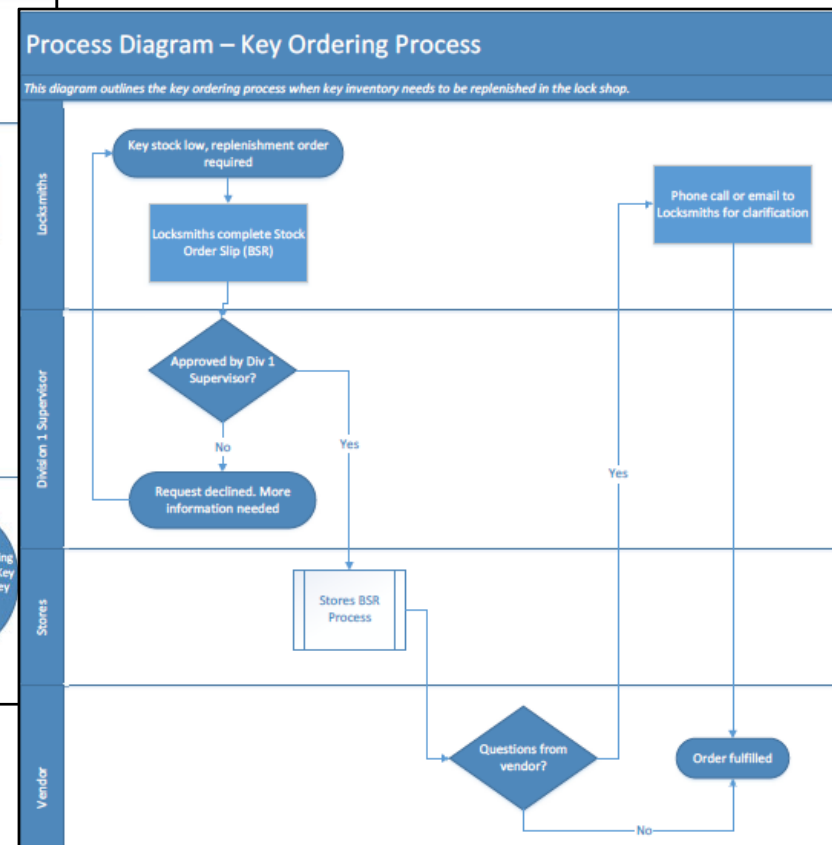 Process Diagram – Key Ordering Process
This diagram outlines the key ordering process when key inventory needs to be replenished in the lock shop.
Locksmiths
Key stock low, replenishment order
required
Locksmiths complete Stock
Order Slip (BSR)
Phone call or email to
Locksmiths for clarification
Division 1 Supervisor
Approved by Div 1
Supervisor?
No
Yes
Request declined. More
information needed
Yes
Stores
Stores BSR
Process
Vendor
Questions from
vendor?
Order fulfilled
No